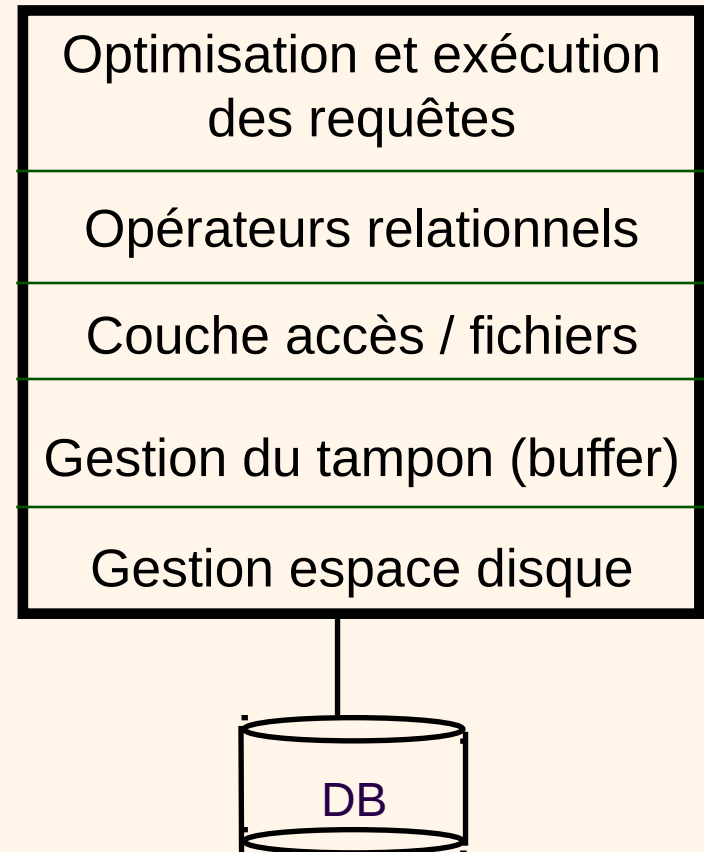 Optimisation et exécution
des requêtes
Opérateurs relationnels
Couche accès / fichiers
Gestion du tampon (buffer)
Gestion espace disque
DB